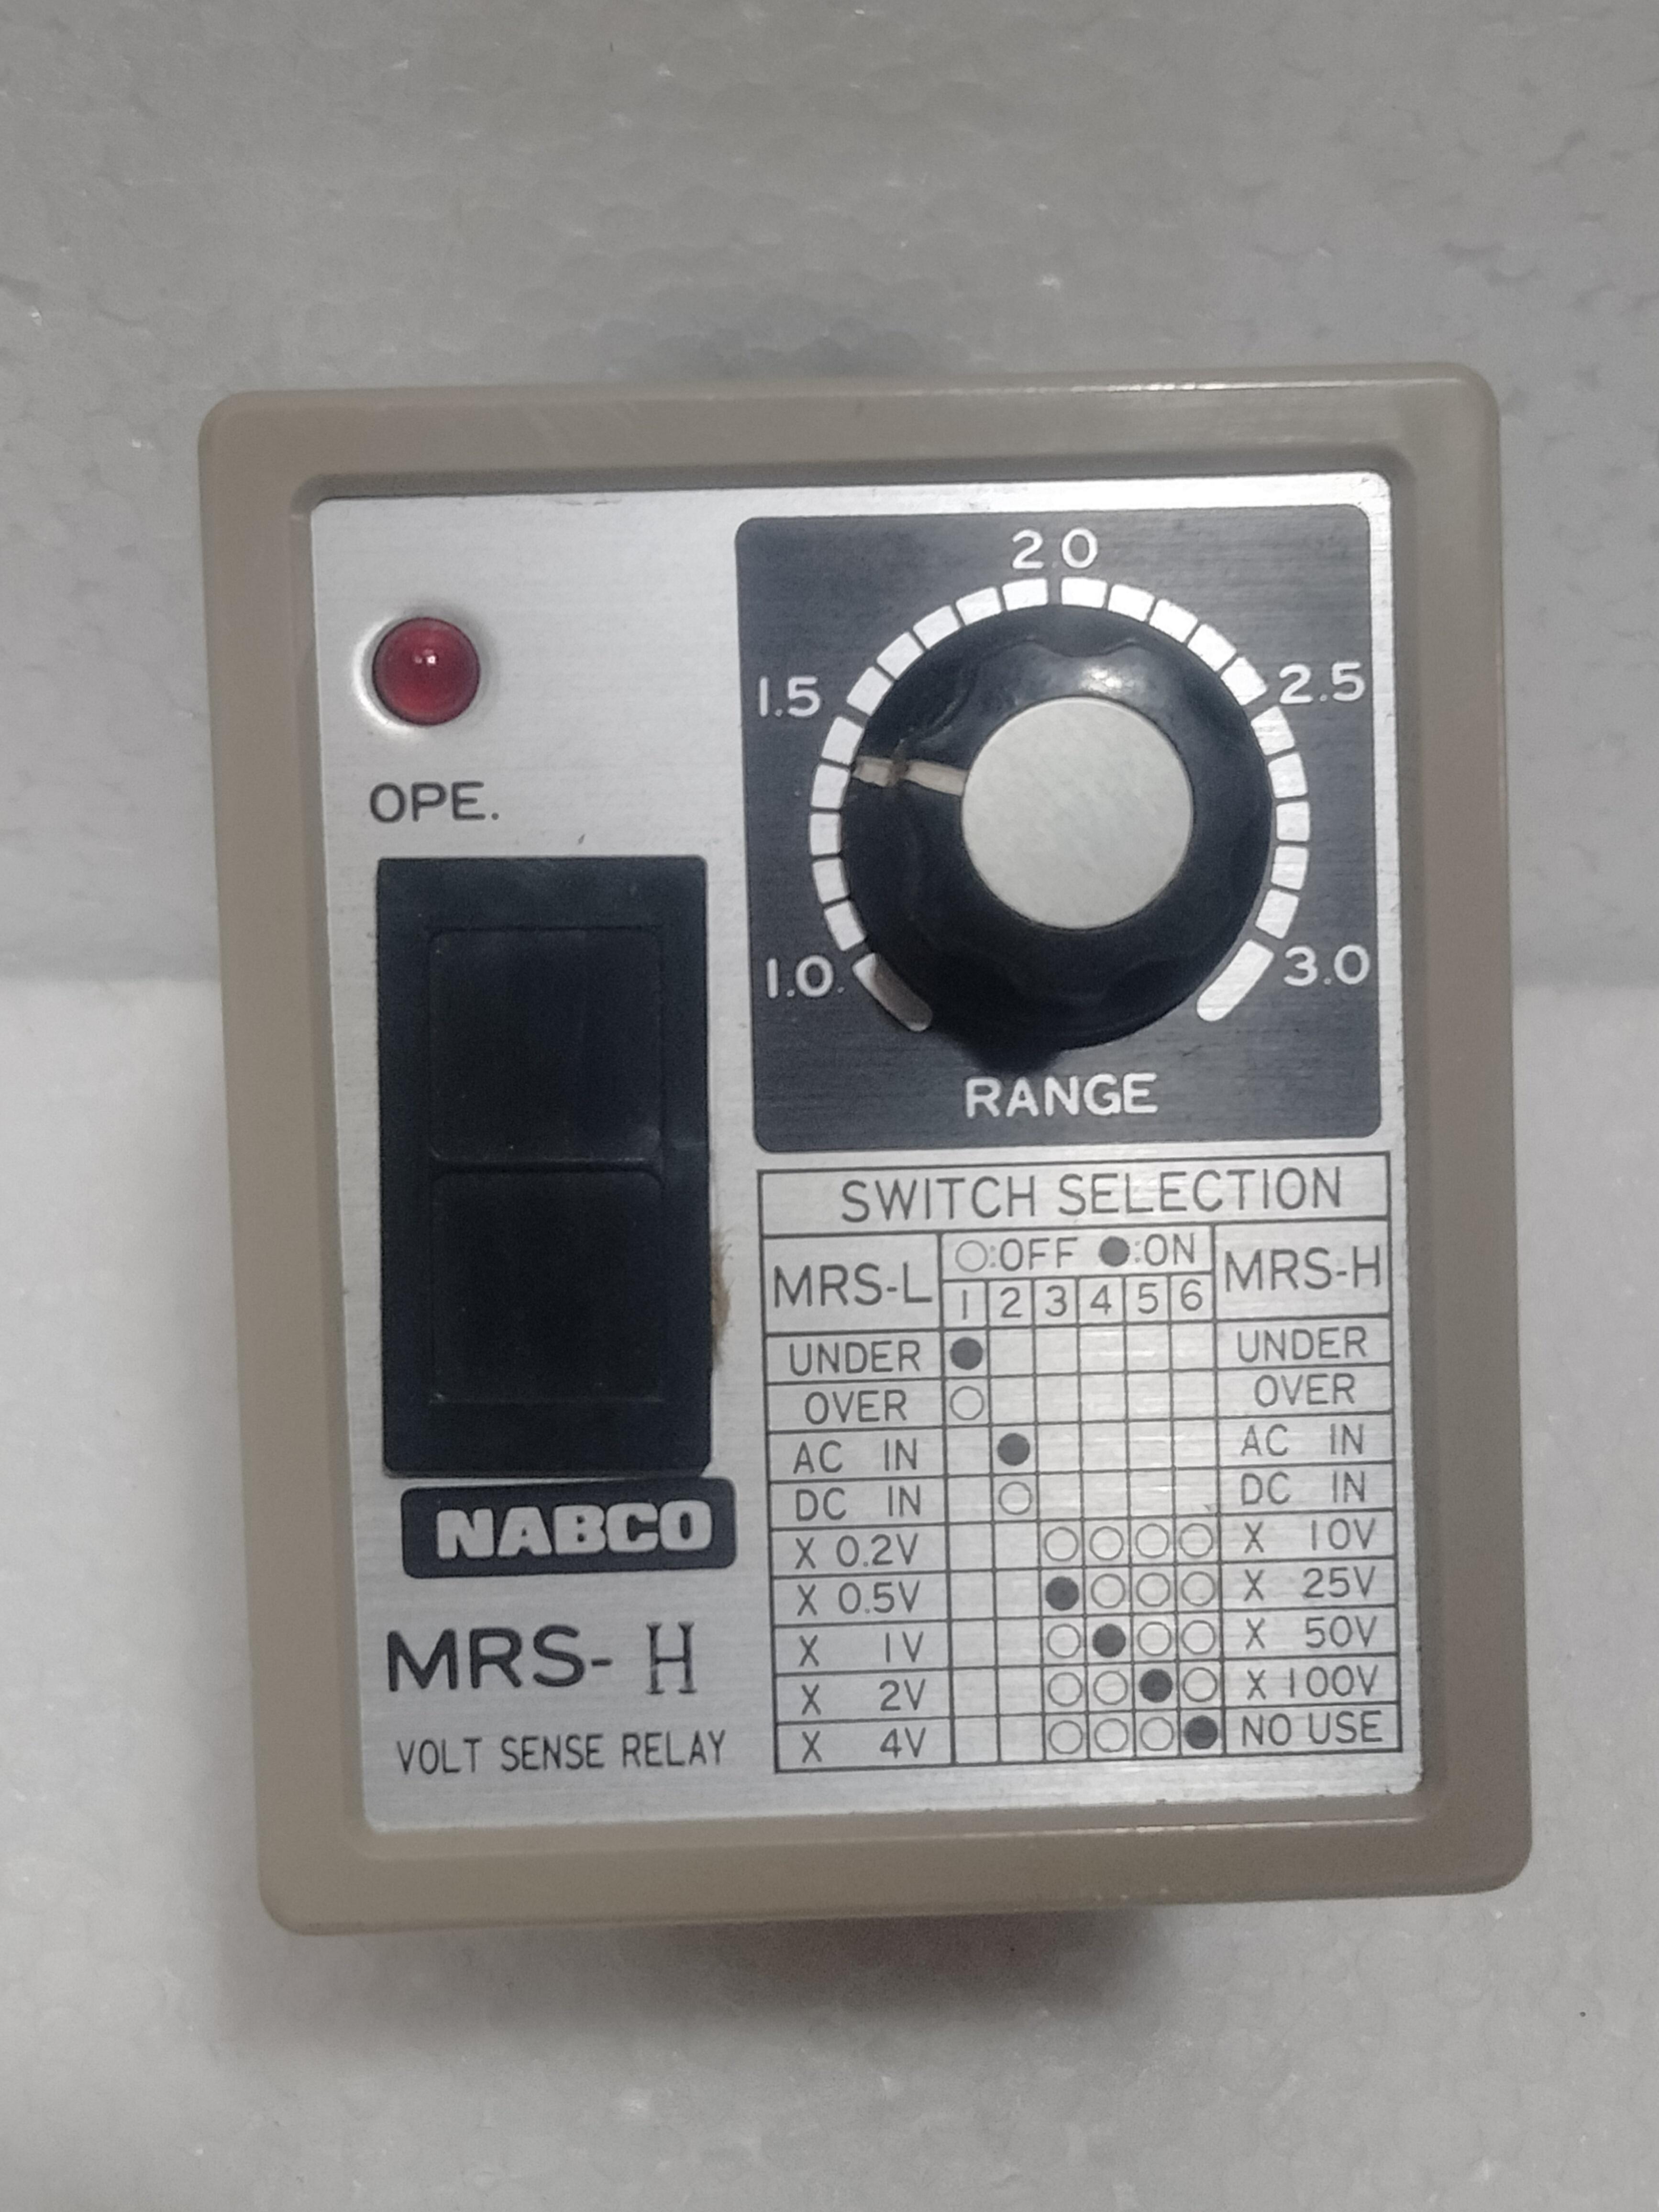 OPE.
2.0
1.5
2.5
1.0
3.0
RANGE
SWITCH SELECTION
MRS-L ○:OFF ●:ON MRS-H
1 2 3 4 5 6
UNDER ● UNDER
OVER ○ OVER
AC IN ● AC IN
DC IN ○ DC IN
X 0.2V ○ ○ ○ ○ X 10V
X 0.5V ● ○ ○ ○ X 25V
X 1V ○ ● ○ ○ X 50V
X 2V ○ ○ ● ○ X 100V
X 4V ○ ○ ○ ● NO USE
NABCO
MRS- H
VOLT SENSE RELAY